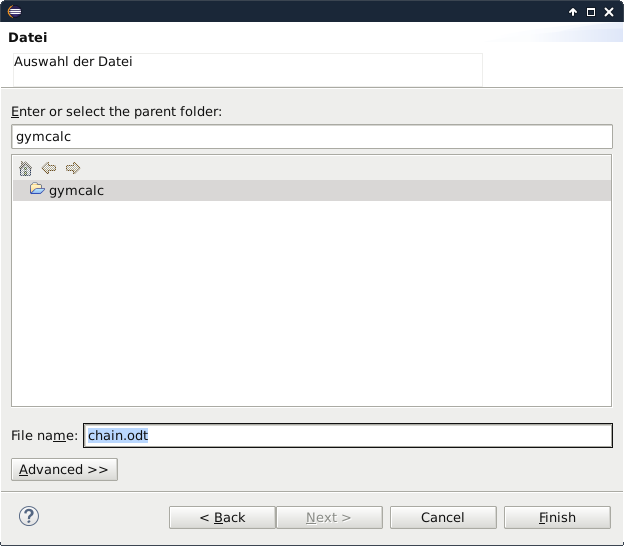 Datei
Auswahl der Datei
Enter or select the parent folder:
gymcalc
gymcalc
File name: chain.odt
Advanced >>
< Back Next > Cancel Finish